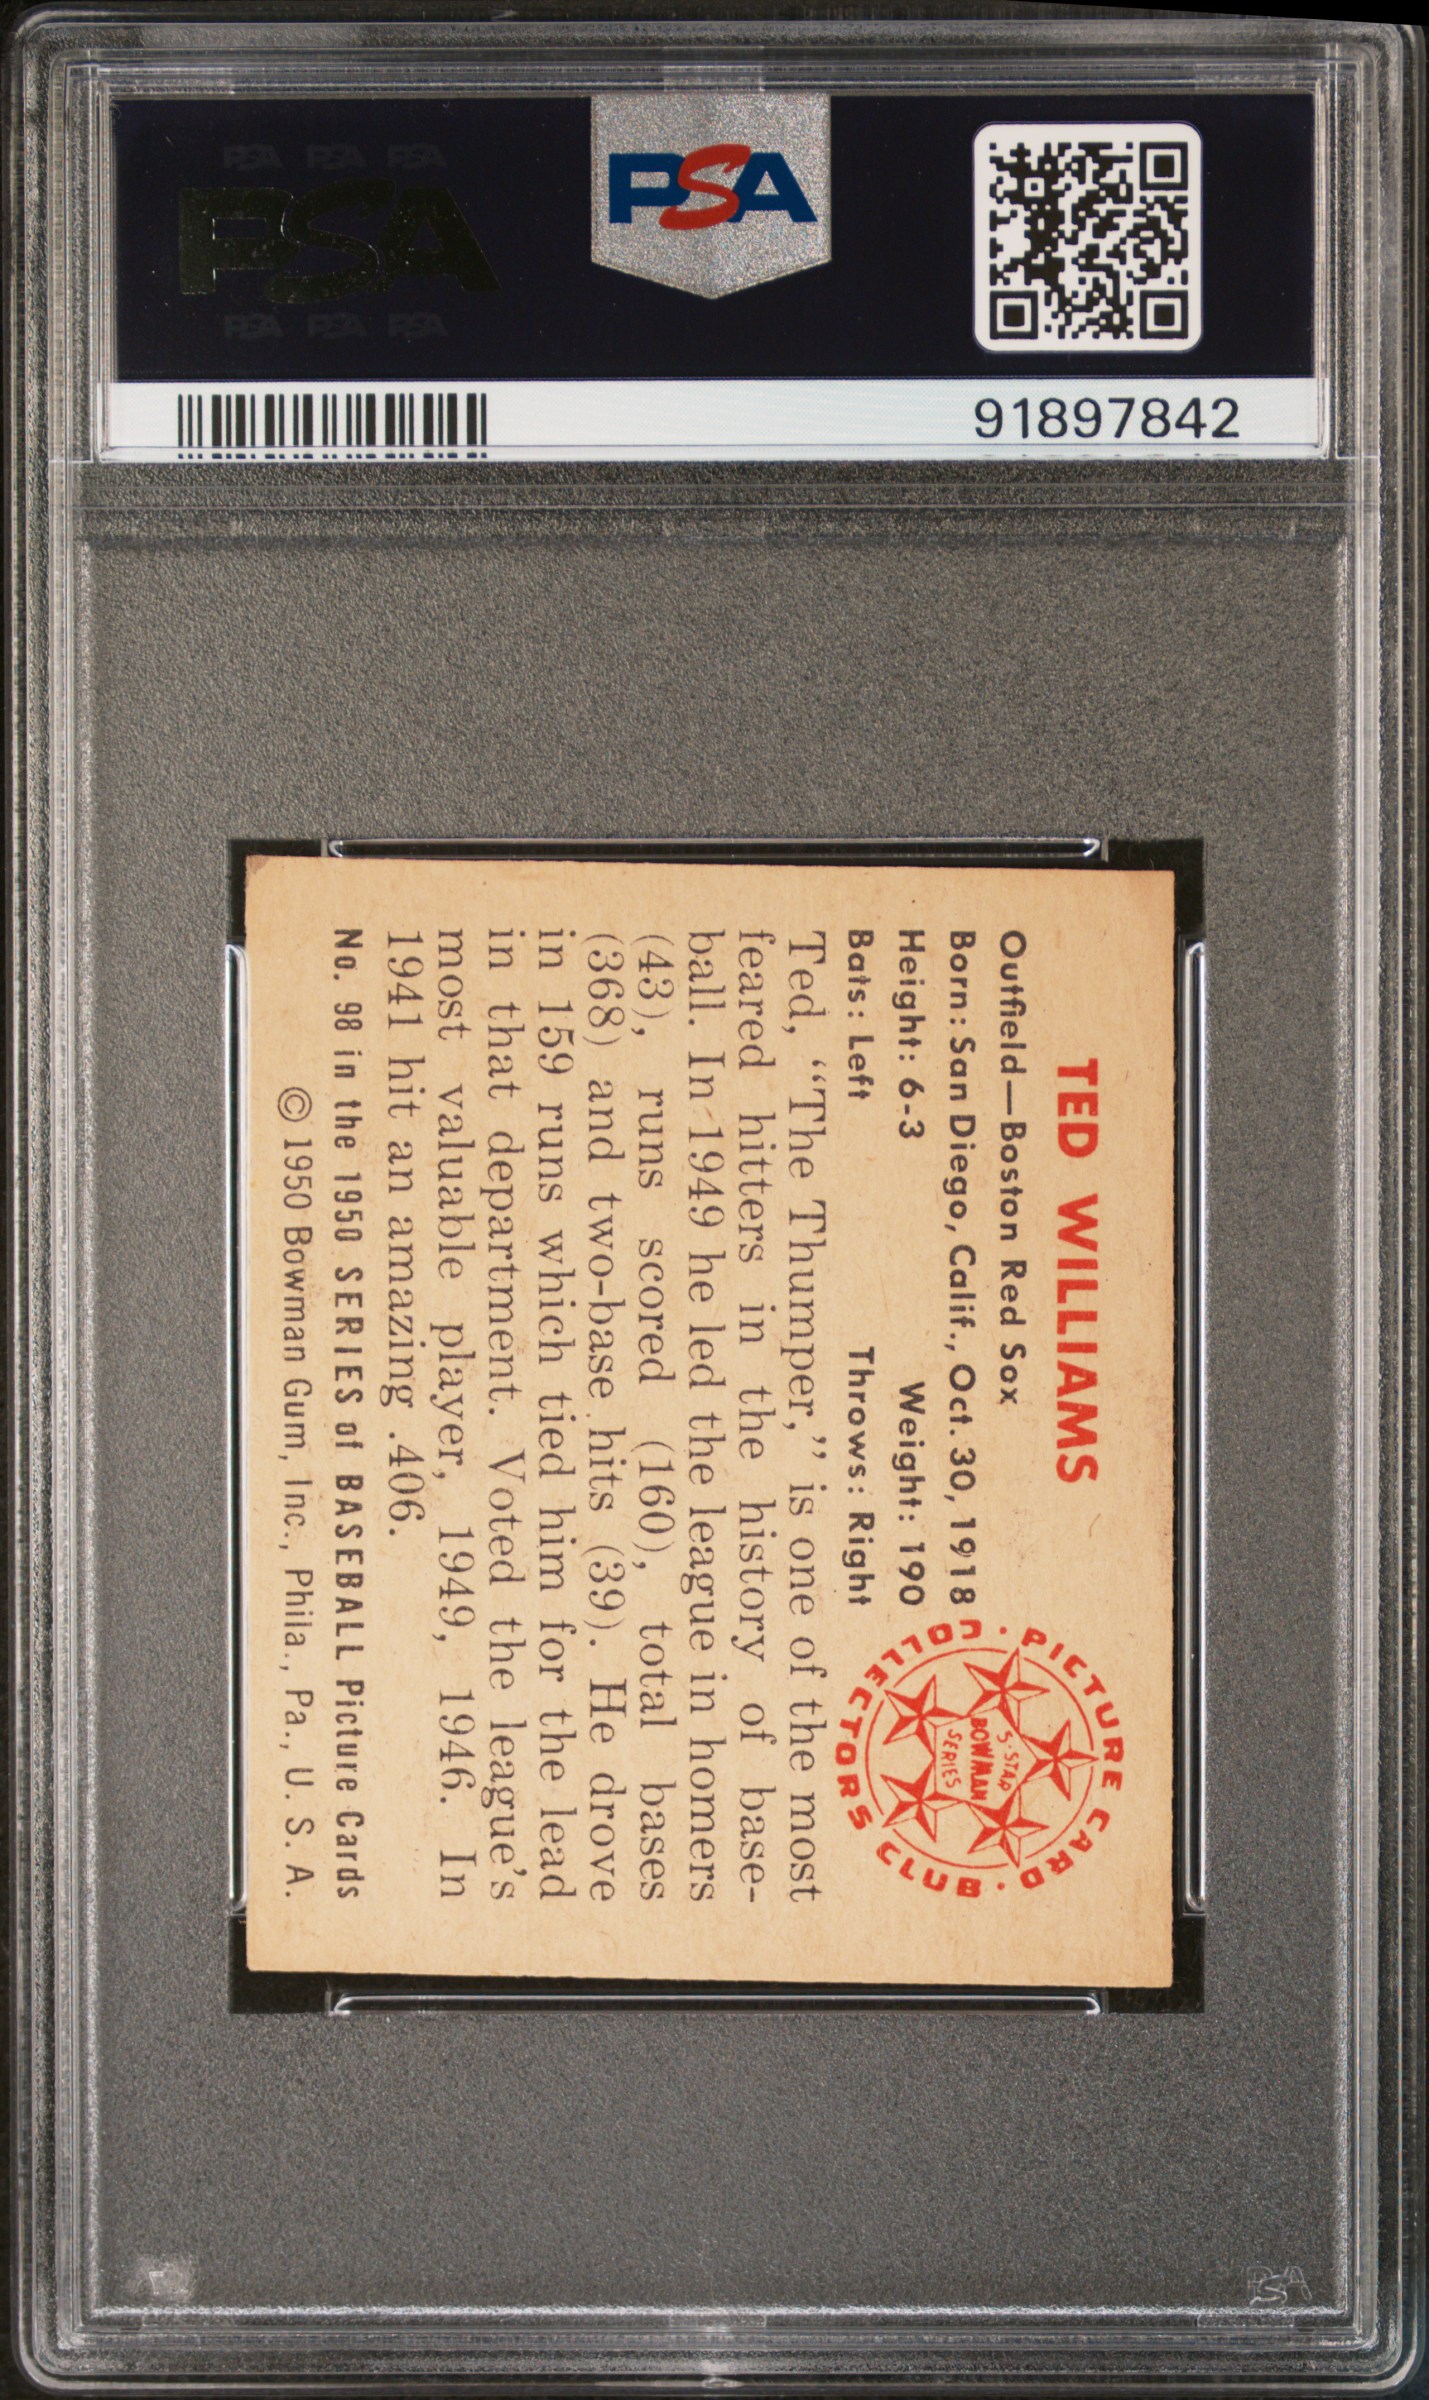 PSA PSA PSA
PSA
PSA PSA PSA
PSA
91897842
TED WILLIAMS
Outfield—Boston Red Sox
Born: San Diego, Calif., Oct. 30, 1918
Height: 6-3 Weight: 190
Bats: Left Throws: Right
PICTURE CARD · COLLECTORS CLUB ·
5-STAR
BOWMAN
SERIES
Ted, “The Thumper,” is one of the most
feared hitters in the history of base-
ball. In 1949 he led the league in homers
(43), runs scored (160), total bases
(368) and two-base hits (39). He drove
in 159 runs which tied him for the lead
in that department. Voted the league's
most valuable player, 1949, 1946. In
1941 hit an amazing .406.
No. 98 in the 1950 SERIES of BASEBALL Picture Cards
© 1950 Bowman Gum, Inc., Phila., Pa., U. S. A.
PSA